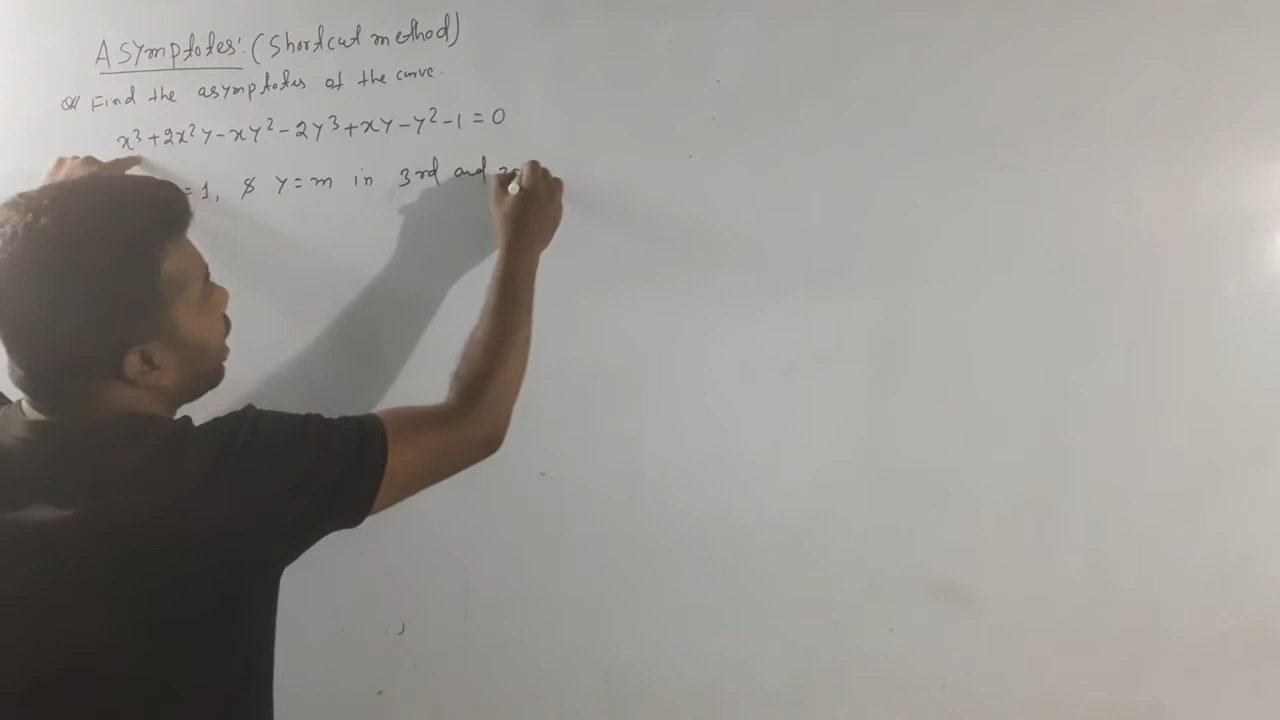 Asymptotes: (Shortcut method)
Q// Find the asymptotes of the curve.
x³+2x²y-xy²-2y³+xy-y²-1=0
=1, & y=m in 3rd and